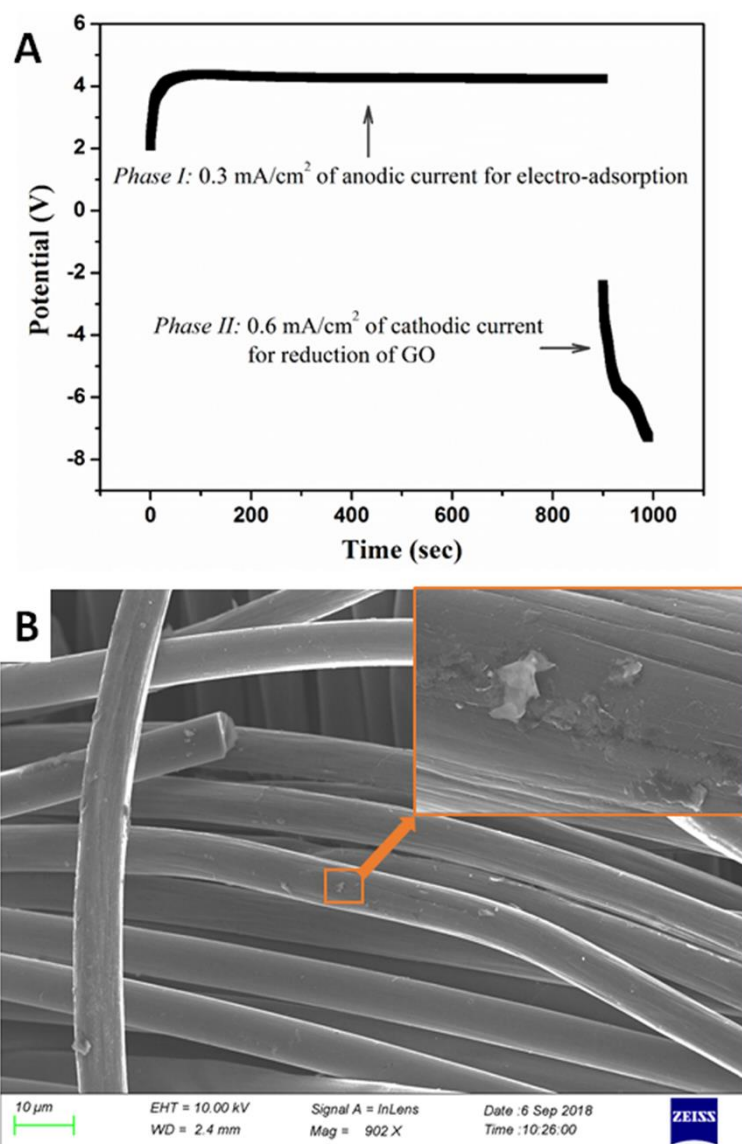 A
6
4
2
0
-2
-4
-6
-8
Potential (V)
Phase I: 0.3 mA/cm² of anodic current for electro-adsorption
Phase II: 0.6 mA/cm² of cathodic current
for reduction of GO
0 200 400 600 800 1000
Time (sec)
B
10 µm EHT = 10.00 kV Signal A = InLens Date :6 Sep 2018
WD = 2.4 mm Mag = 902 X Time :10:26:00
ZEISS